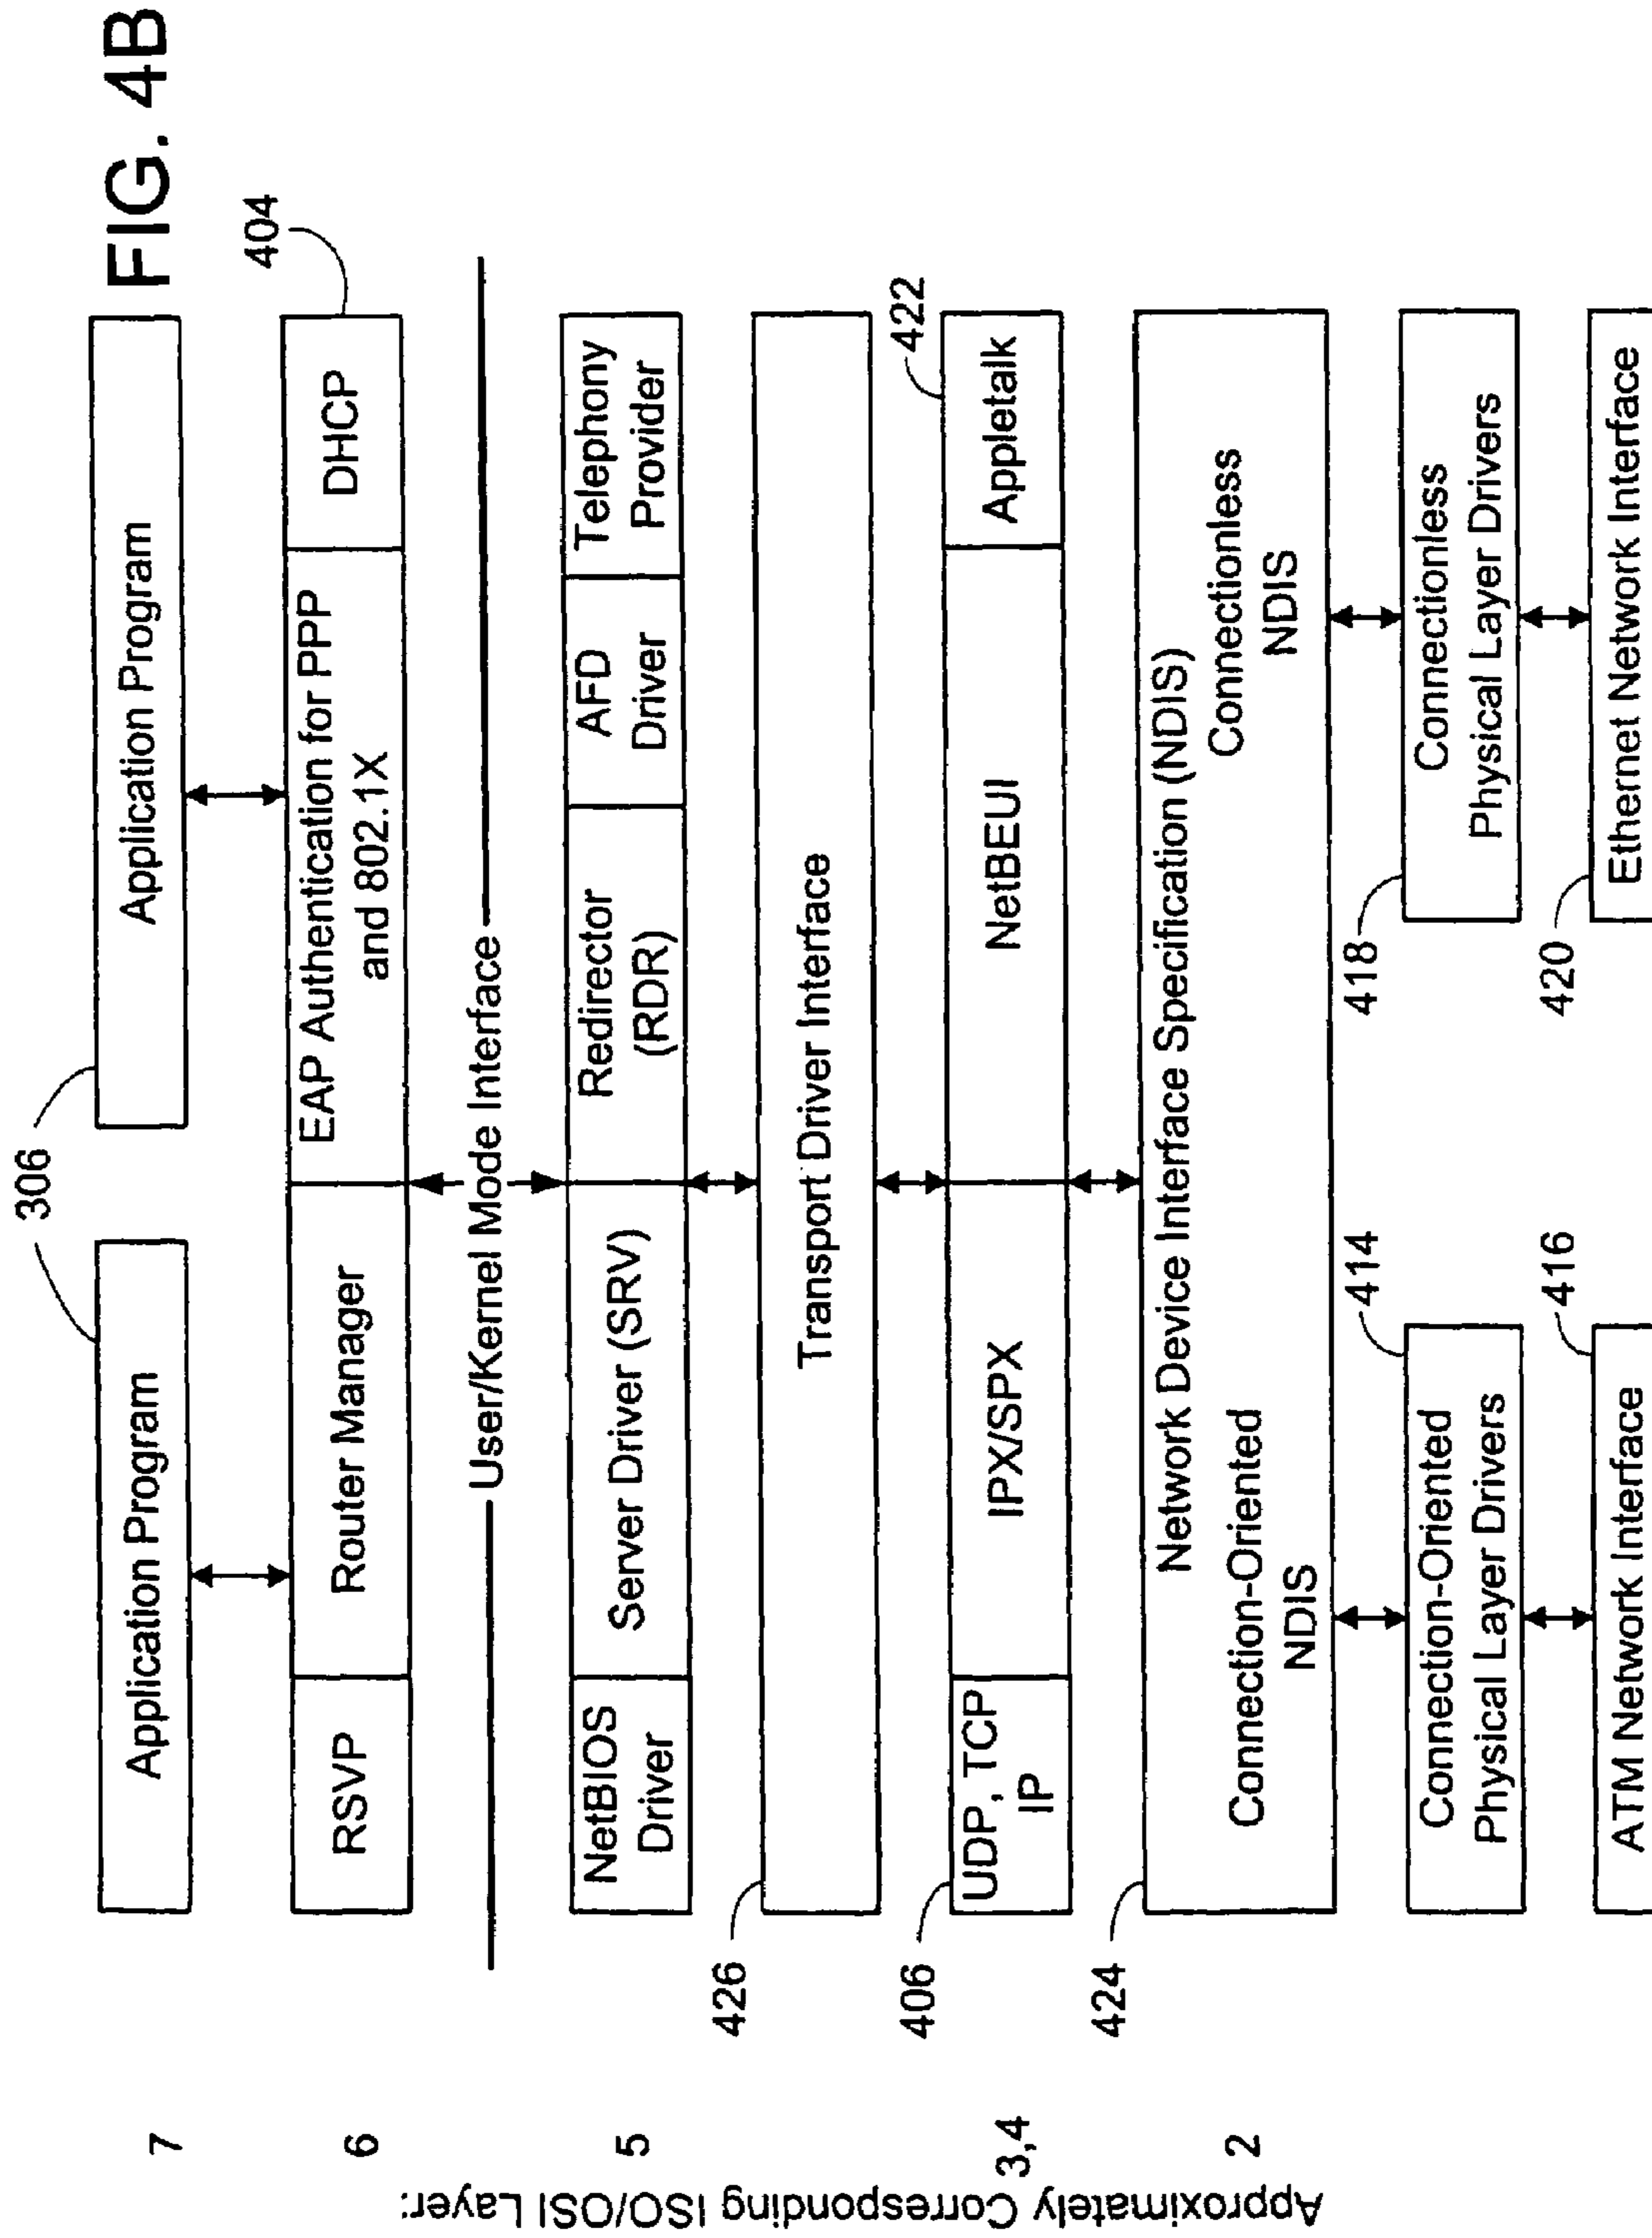 FIG. 4B
306
Application Program
Application Program
7
404
RSVP
Router Manager
EAP Authentication for PPP
and 802.1X
DHCP
6
User/Kernel Mode Interface
NetBIOS
Driver
Server Driver (SRV)
Redirector
(RDR)
AFD
Driver
Telephony
Provider
5
426
Transport Driver Interface
406
UDP, TCP
IP
IPX/SPX
NetBEUI
Appletalk
422
3,4
424
Network Device Interface Specification (NDIS)
Connection-Oriented
NDIS
Connectionless
NDIS
2
Connection-Oriented
Physical Layer Drivers
414
418
Connectionless
Physical Layer Drivers
ATM Network Interface
416
420
Ethernet Network Interface
Approximately Corresponding ISO/OSI Layer: